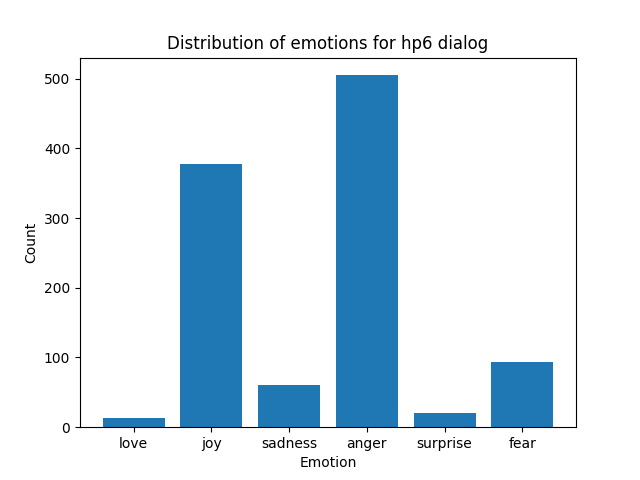 Distribution of emotions for hp6 dialog
500
400
300
200
100
0
Count
love joy sadness anger surprise fear
Emotion